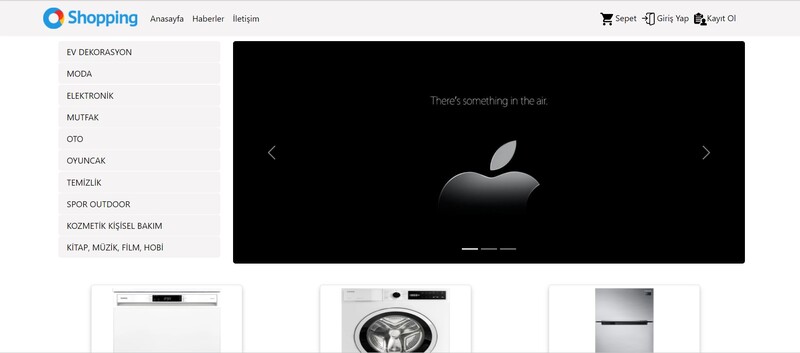 Shopping Anasayfa Haberler İletişim Sepet Giriş Yap Kayıt Ol
EV DEKORASYON
MODA
ELEKTRONİK
MUTFAK
OTO
OYUNCAK
TEMİZLİK
SPOR OUTDOOR
KOZMETİK KİŞİSEL BAKIM
KİTAP, MÜZİK, FİLM, HOBİ
There's something in the air.